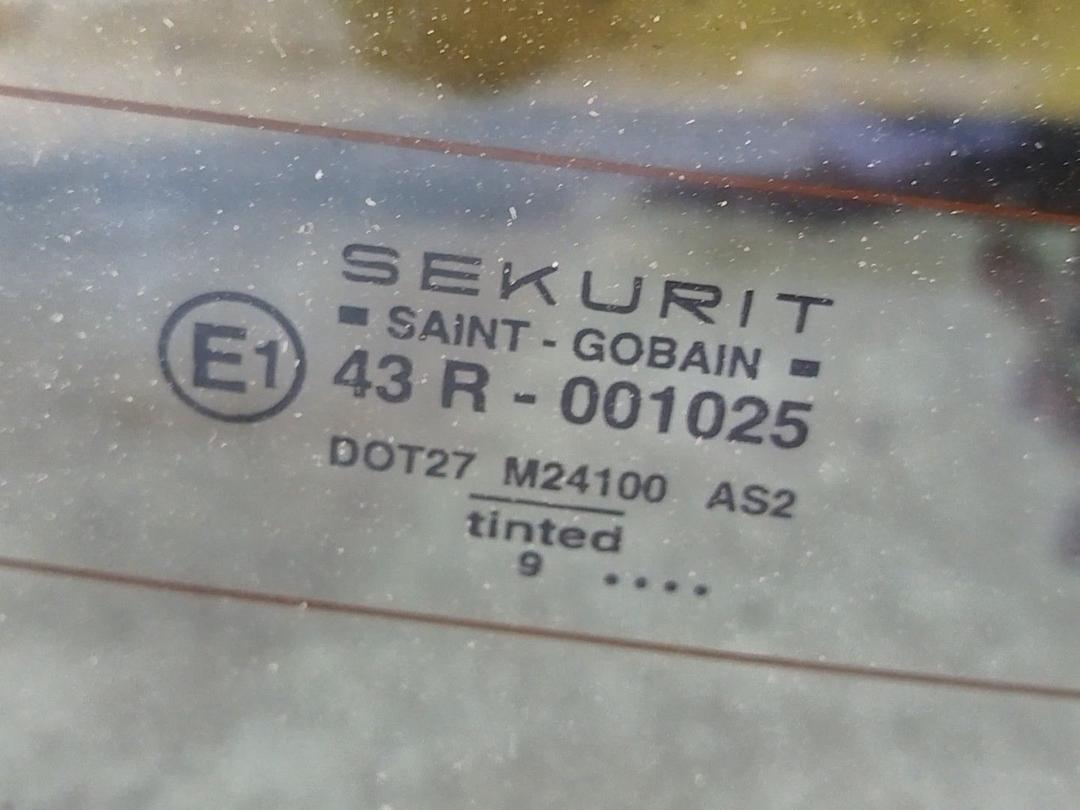 SEKURIT
SAINT - GOBAIN
E1
43 R - 001025
DOT27 M24100 AS2
tinted
9 ....